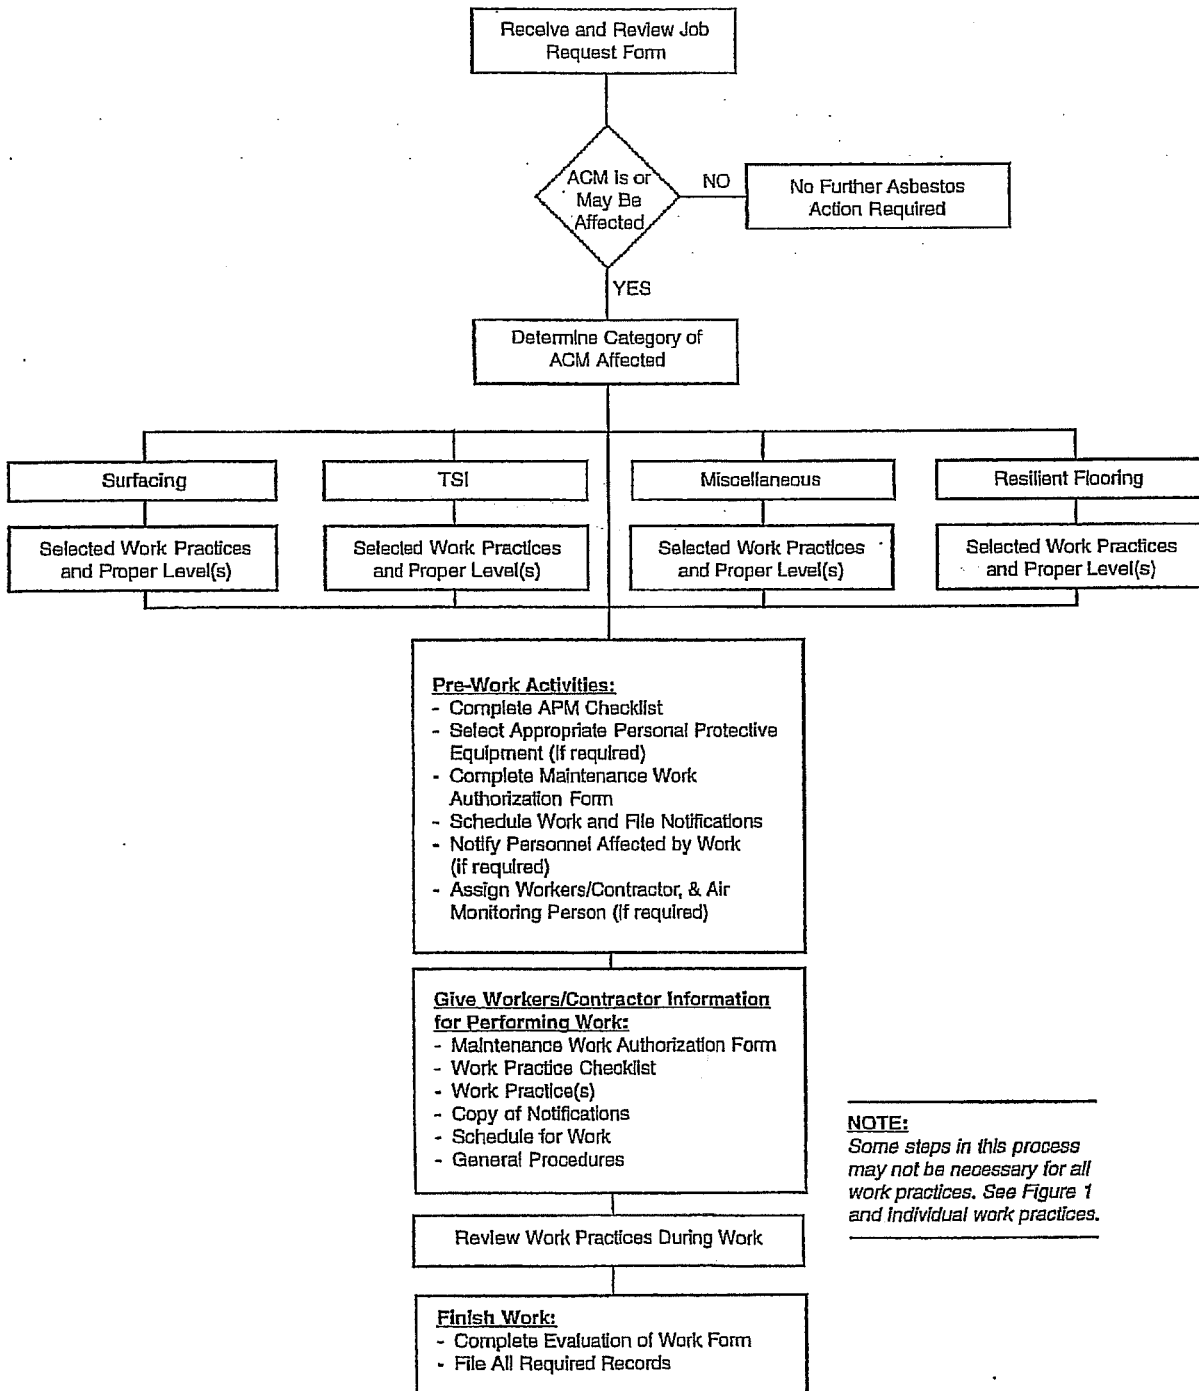 Receive and Review Job
Request Form
ACM Is or
May Be
Affected
NO
No Further Asbestos
Action Required
YES
Determine Category of
ACM Affected
Surfacing
TSI
Miscellaneous
Resilient Flooring
Selected Work Practices
and Proper Level(s)
Selected Work Practices
and Proper Level(s)
Selected Work Practices
and Proper Level(s)
Selected Work Practices
and Proper Level(s)
Pre-Work Activities:
- Complete APM Checklist
- Select Appropriate Personal Protective
Equipment (if required)
- Complete Maintenance Work
Authorization Form
- Schedule Work and File Notifications
- Notify Personnel Affected by Work
(if required)
- Assign Workers/Contractor, & Air
Monitoring Person (if required)
Give Workers/Contractor Information
for Performing Work:
- Maintenance Work Authorization Form
- Work Practice Checklist
- Work Practice(s)
- Copy of Notifications
- Schedule for Work
- General Procedures
NOTE:
Some steps in this process
may not be necessary for all
work practices. See Figure 1
and individual work practices.
Review Work Practices During Work
Finish Work:
- Complete Evaluation of Work Form
- File All Required Records